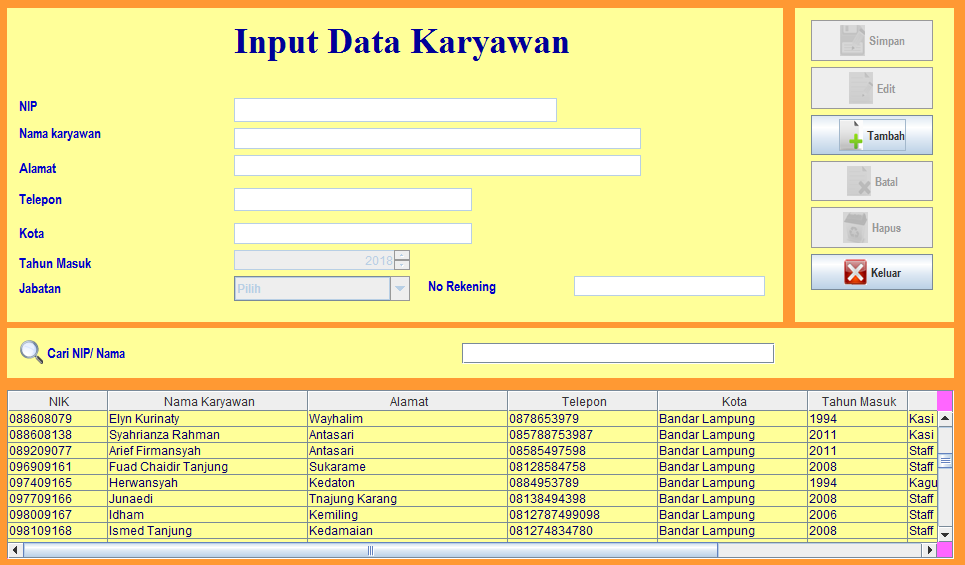 Input Data Karyawan
NIP
Nama karyawan
Alamat
Telepon
Kota
Tahun Masuk 2018
Jabatan Pilih No Rekening
Simpan
Edit
Tambah
Batal
Hapus
Keluar
Cari NIP/ Nama
NIK Nama Karyawan Alamat Telepon Kota Tahun Masuk
088608079 Elyn Kurinaty Wayhalim 0878653979 Bandar Lampung 1994 Kasi
088608138 Syahrianza Rahman Antasari 085788753987 Bandar Lampung 2011 Kasi
089209077 Arief Firmansyah Antasari 08585497598 Bandar Lampung 2011 Staff
096909161 Fuad Chaidir Tanjung Sukarame 08128584758 Bandar Lampung 2008 Staff
097409165 Herwansyah Kedaton 0884953789 Bandar Lampung 1994 Kagu
097709166 Junaedi Tnajung Karang 08138494398 Bandar Lampung 2008 Staff
098009167 Idham Kemiling 0812787499098 Bandar Lampung 2006 Staff
098109168 Ismed Tanjung Kedamaian 081274834780 Bandar Lampung 2008 Staff